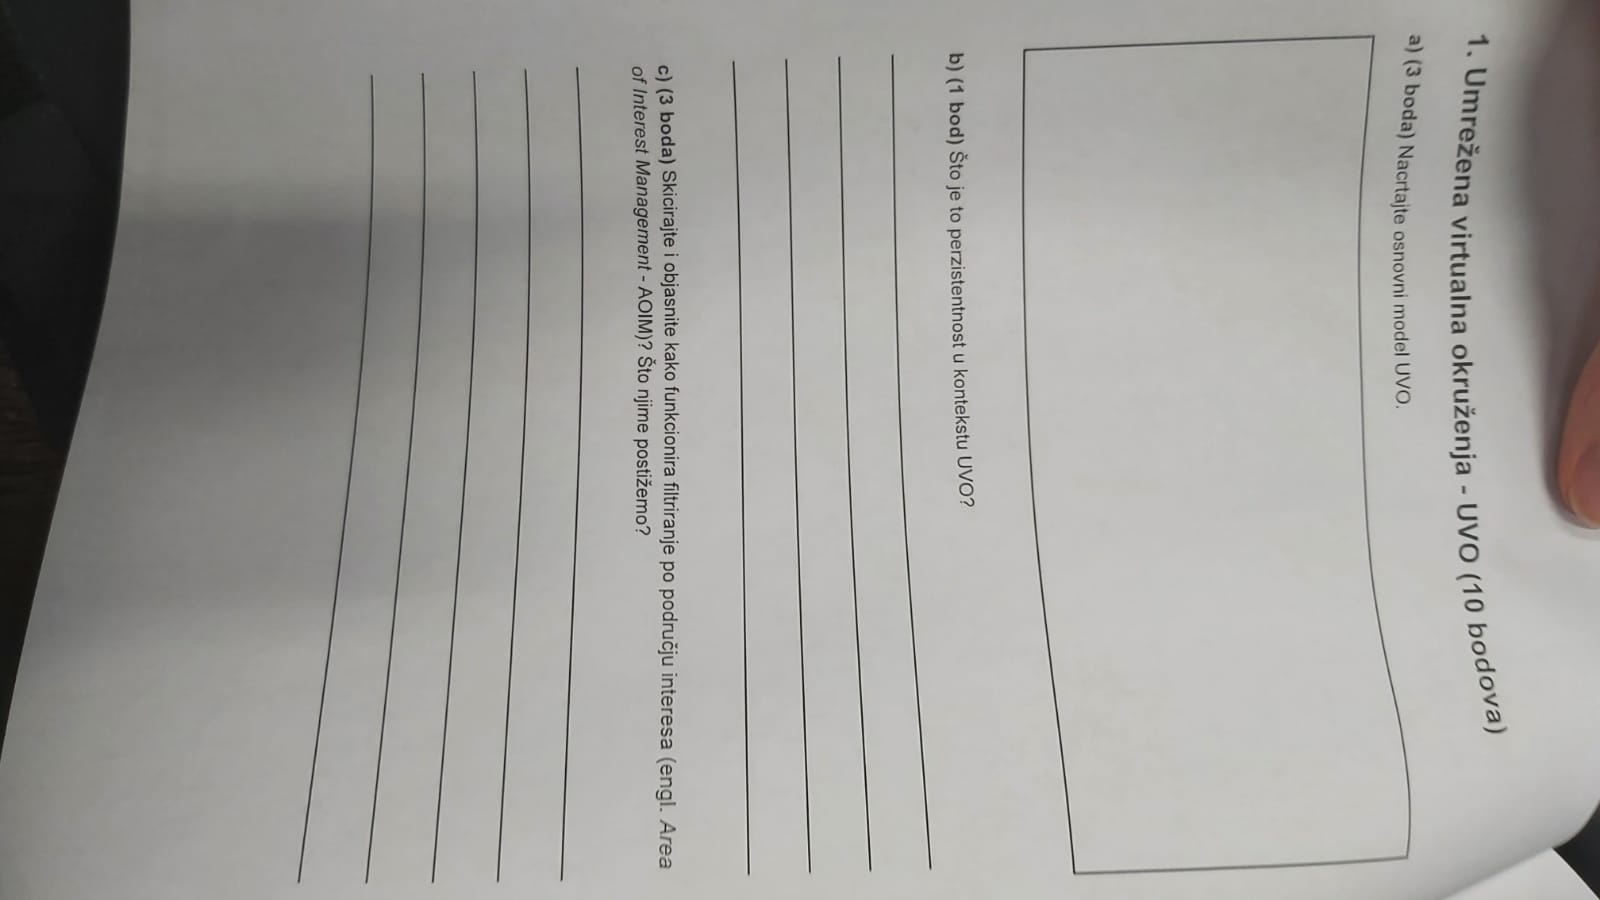 1. Umrežena virtualna okruženja - UVO (10 bodova)
a) (3 boda) Nacrtajte osnovni model UVO.
b) (1 bod) Što je to perzistentnost u kontekstu UVO?
c) (3 boda) Skicirajte i objasnite kako funkcionira filtriranje po području interesa (engl. Area
of Interest Management - AOIM)? Što njime postižemo?